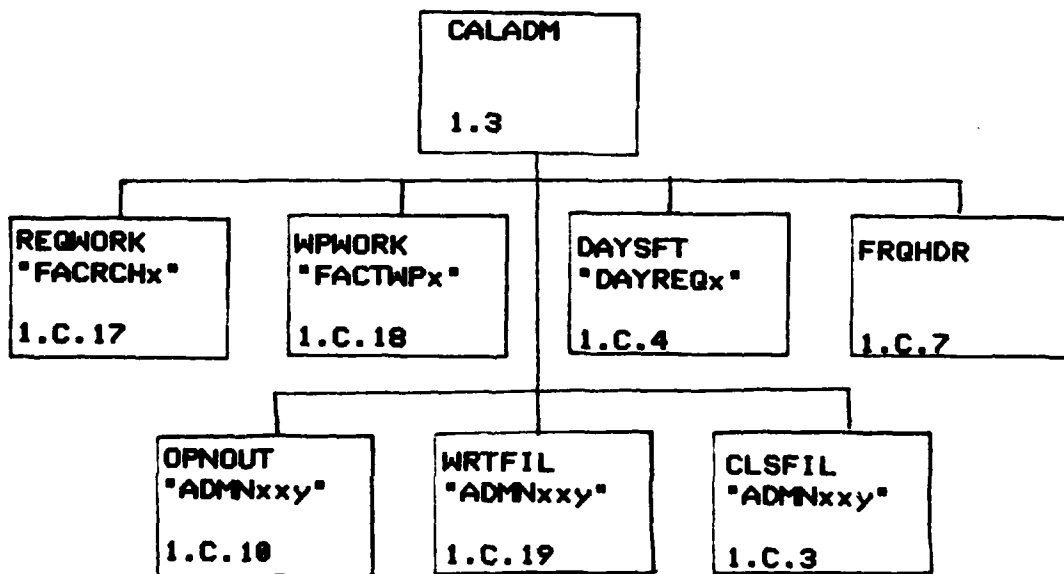 CALADM
1.3
REQWORK
"FACRCHx"
1.C.17
WPWORK
"FACTWPx"
1.C.18
DAYSFT
"DAYREQx"
1.C.4
FRQHDR
1.C.7
OPNOUT
"ADMNxxy"
1.C.10
WRTFIL
"ADMNxxy"
1.C.19
CLSFIL
"ADMNxxy"
1.C.3